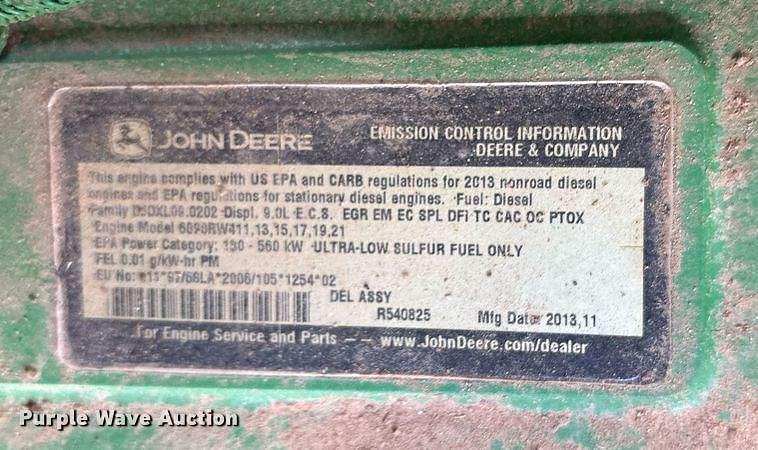 JOHN DEERE
EMISSION CONTROL INFORMATION
DEERE & COMPANY
This engine complies with US EPA and CARB regulations for 2013 nonroad diesel
engines and EPA regulations for stationary diesel engines. Fuel: Diesel
Family DJDXL09.0202 Displ. 9.0L E.C.S. EGR EM EC SPL DFI TC CAC OC PTOX
Engine Model 6090RW411,13,15,17,19,21
EPA Power Category: 130 - 560 kW ULTRA-LOW SULFUR FUEL ONLY
FEL 0.01 g/kW-hr PM
EU No: e11*97/68LA*2006/105*1254*02
DEL ASSY
R540825 Mfg Date: 2013,11
For Engine Service and Parts -- www.JohnDeere.com/dealer
Purple Wave Auction